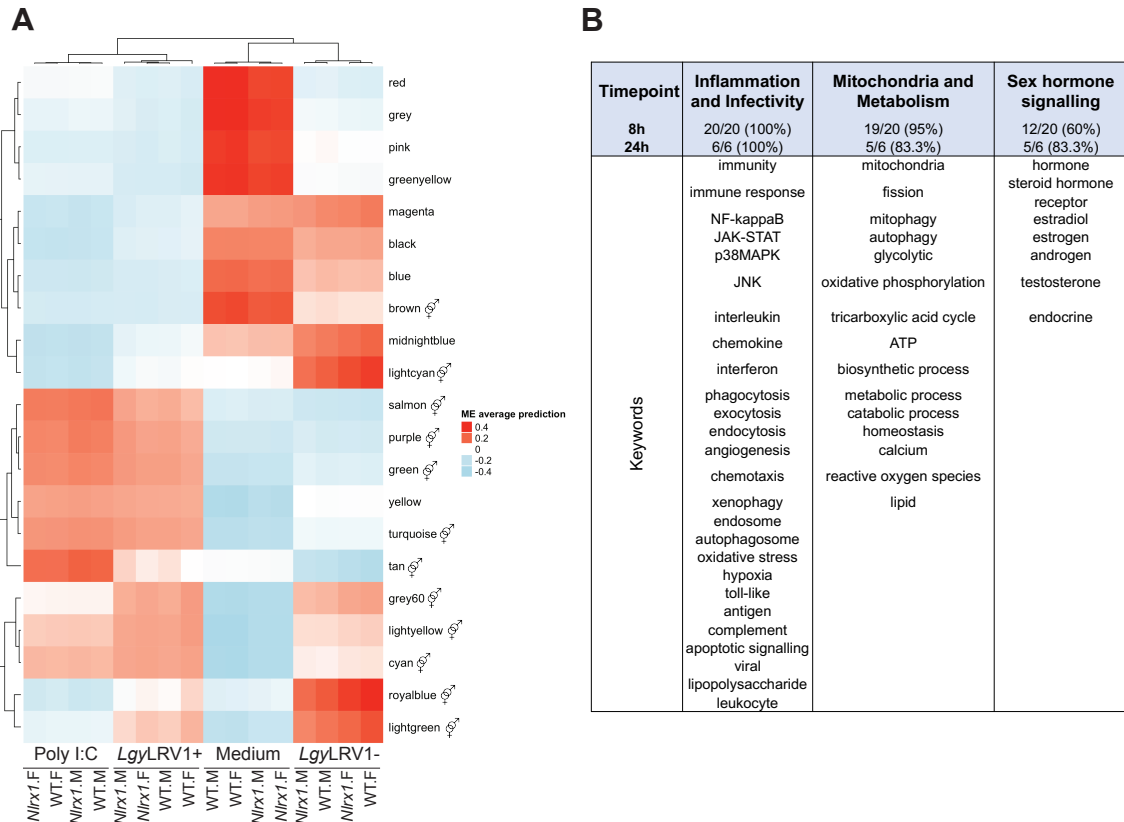 A
red
grey
pink
greenyellow
magenta
black
blue
brown ⚤
midnightblue
lightcyan ⚤
salmon ⚤
purple ⚤
green ⚤
yellow
turquoise ⚤
tan ⚤
grey60 ⚤
lightyellow ⚤
cyan ⚤
royalblue ⚤
lightgreen ⚤
ME average prediction
0.4
0.2
0
-0.2
-0.4
Poly I:C LgyLRV1+ Medium LgyLRV1-
Nlrx1.F WT.F Nlrx1.M WT.M Nlrx1.M Nlrx1.F WT.M WT.F WT.M WT.F Nlrx1.M Nlrx1.F Nlrx1.M WT.M Nlrx1.F WT.F
B
Timepoint Inflammation and Infectivity Mitochondria and Metabolism Sex hormone signalling
8h 20/20 (100%) 19/20 (95%) 12/20 (60%)
24h 6/6 (100%) 5/6 (83.3%) 5/6 (83.3%)
Keywords
immunity mitochondria hormone
immune response fission steroid hormone receptor
NF-kappaB mitophagy estradiol
JAK-STAT autophagy estrogen
p38MAPK glycolytic androgen
JNK oxidative phosphorylation testosterone
interleukin tricarboxylic acid cycle endocrine
chemokine ATP
interferon biosynthetic process
phagocytosis metabolic process
exocytosis catabolic process
endocytosis homeostasis
angiogenesis calcium
chemotaxis reactive oxygen species
xenophagy lipid
endosome
autophagosome
oxidative stress
hypoxia
toll-like
antigen
complement
apoptotic signalling
viral
lipopolysaccharide
leukocyte